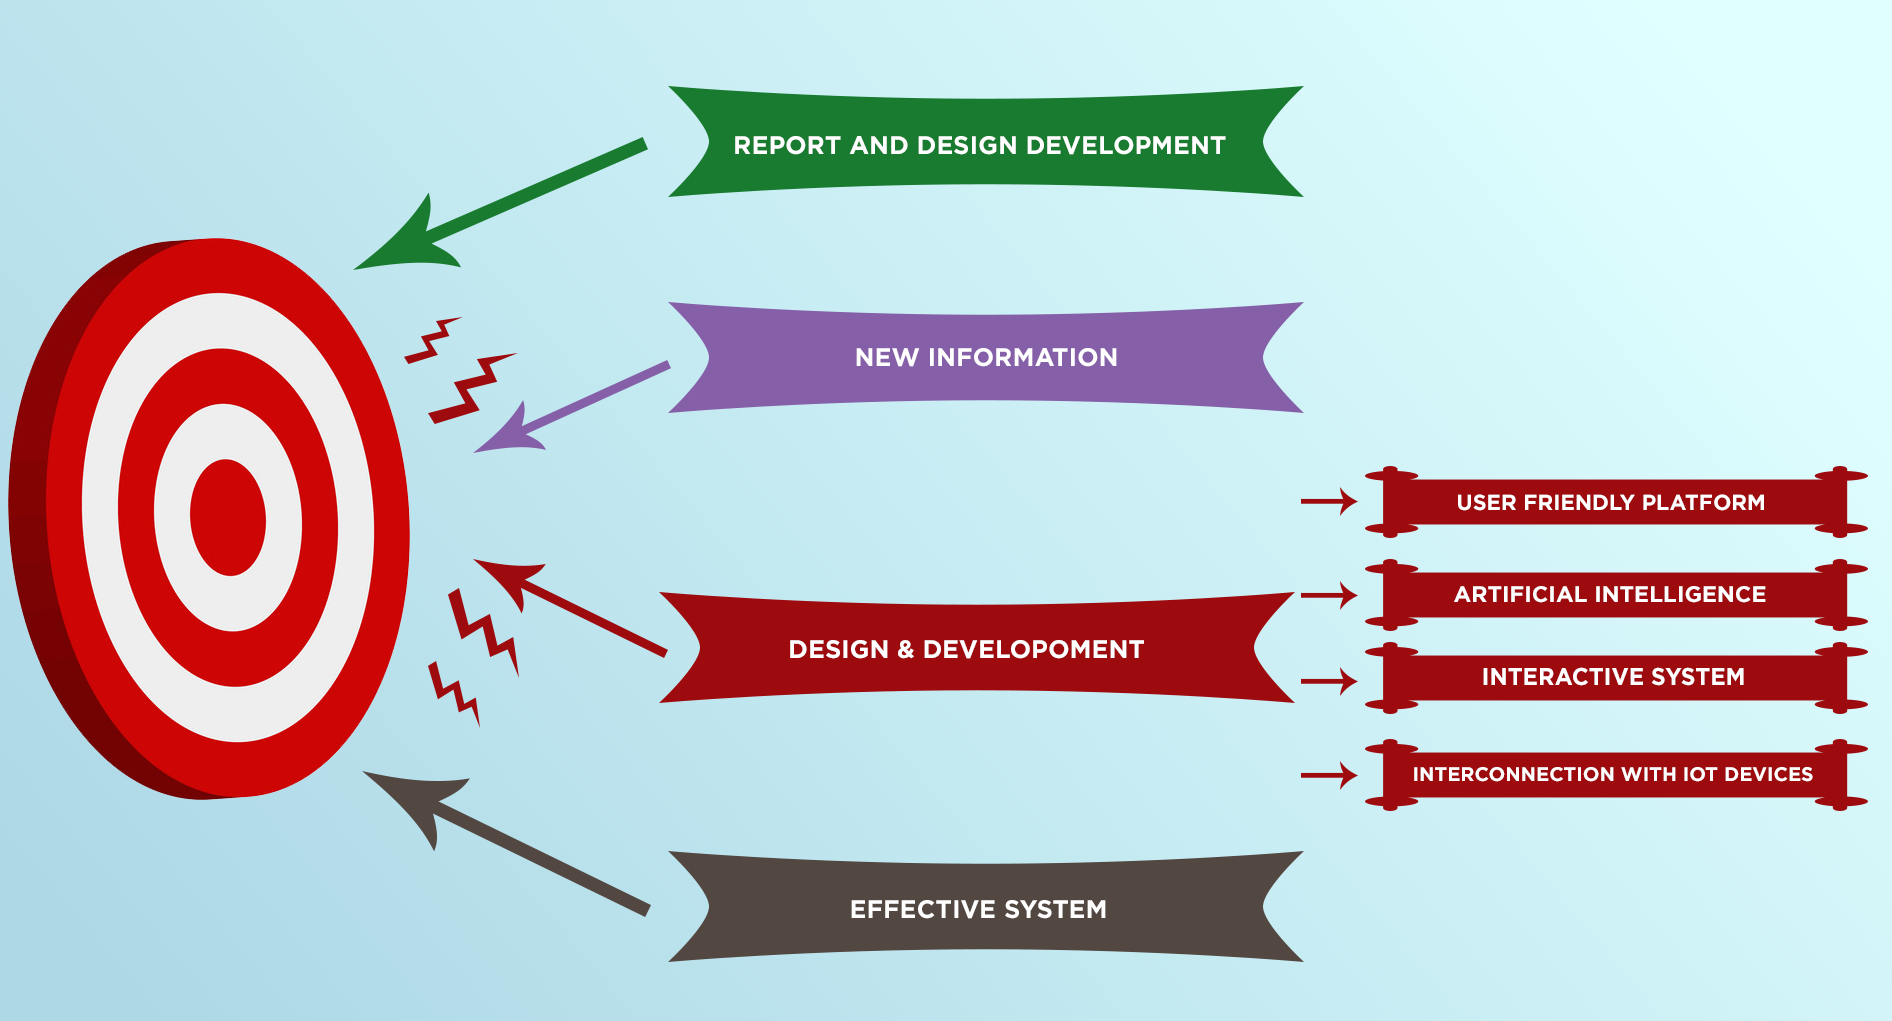 REPORT AND DESIGN DEVELOPMENT
NEW INFORMATION
DESIGN & DEVELOPOMENT
USER FRIENDLY PLATFORM
ARTIFICIAL INTELLIGENCE
INTERACTIVE SYSTEM
INTERCONNECTION WITH IOT DEVICES
EFFECTIVE SYSTEM